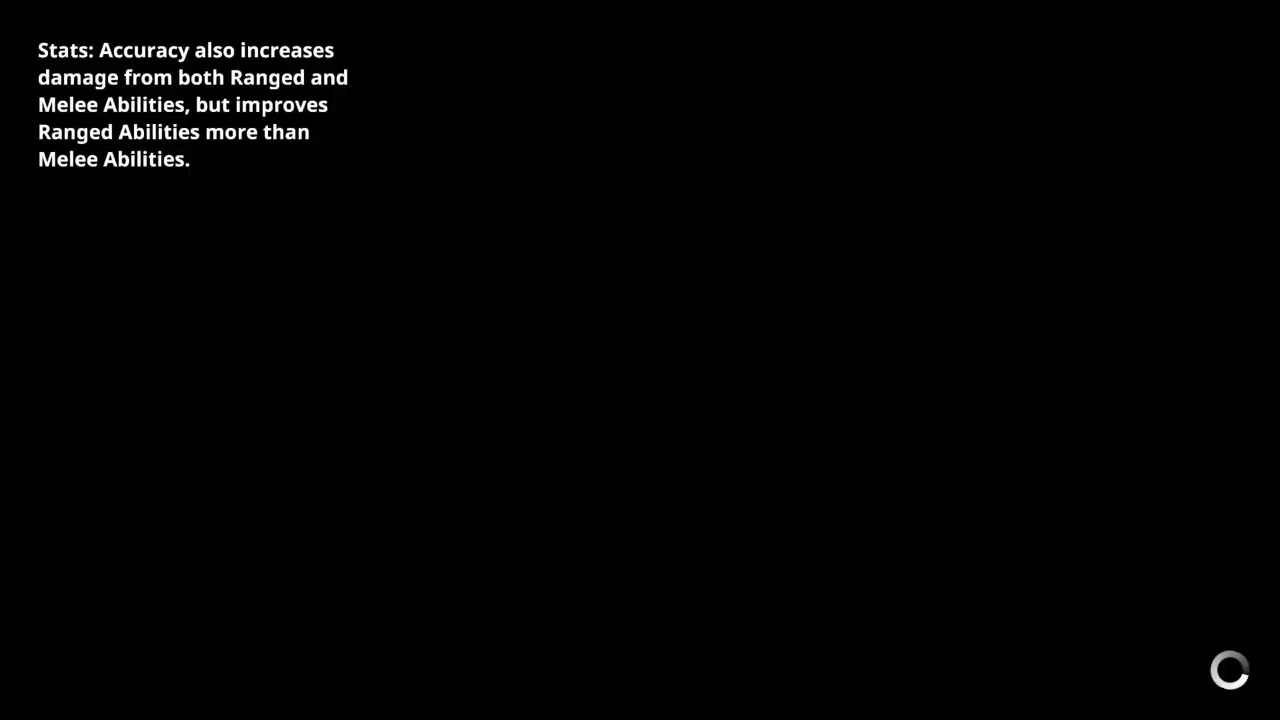 Stats: Accuracy also increases
damage from both Ranged and
Melee Abilities, but improves
Ranged Abilities more than
Melee Abilities.